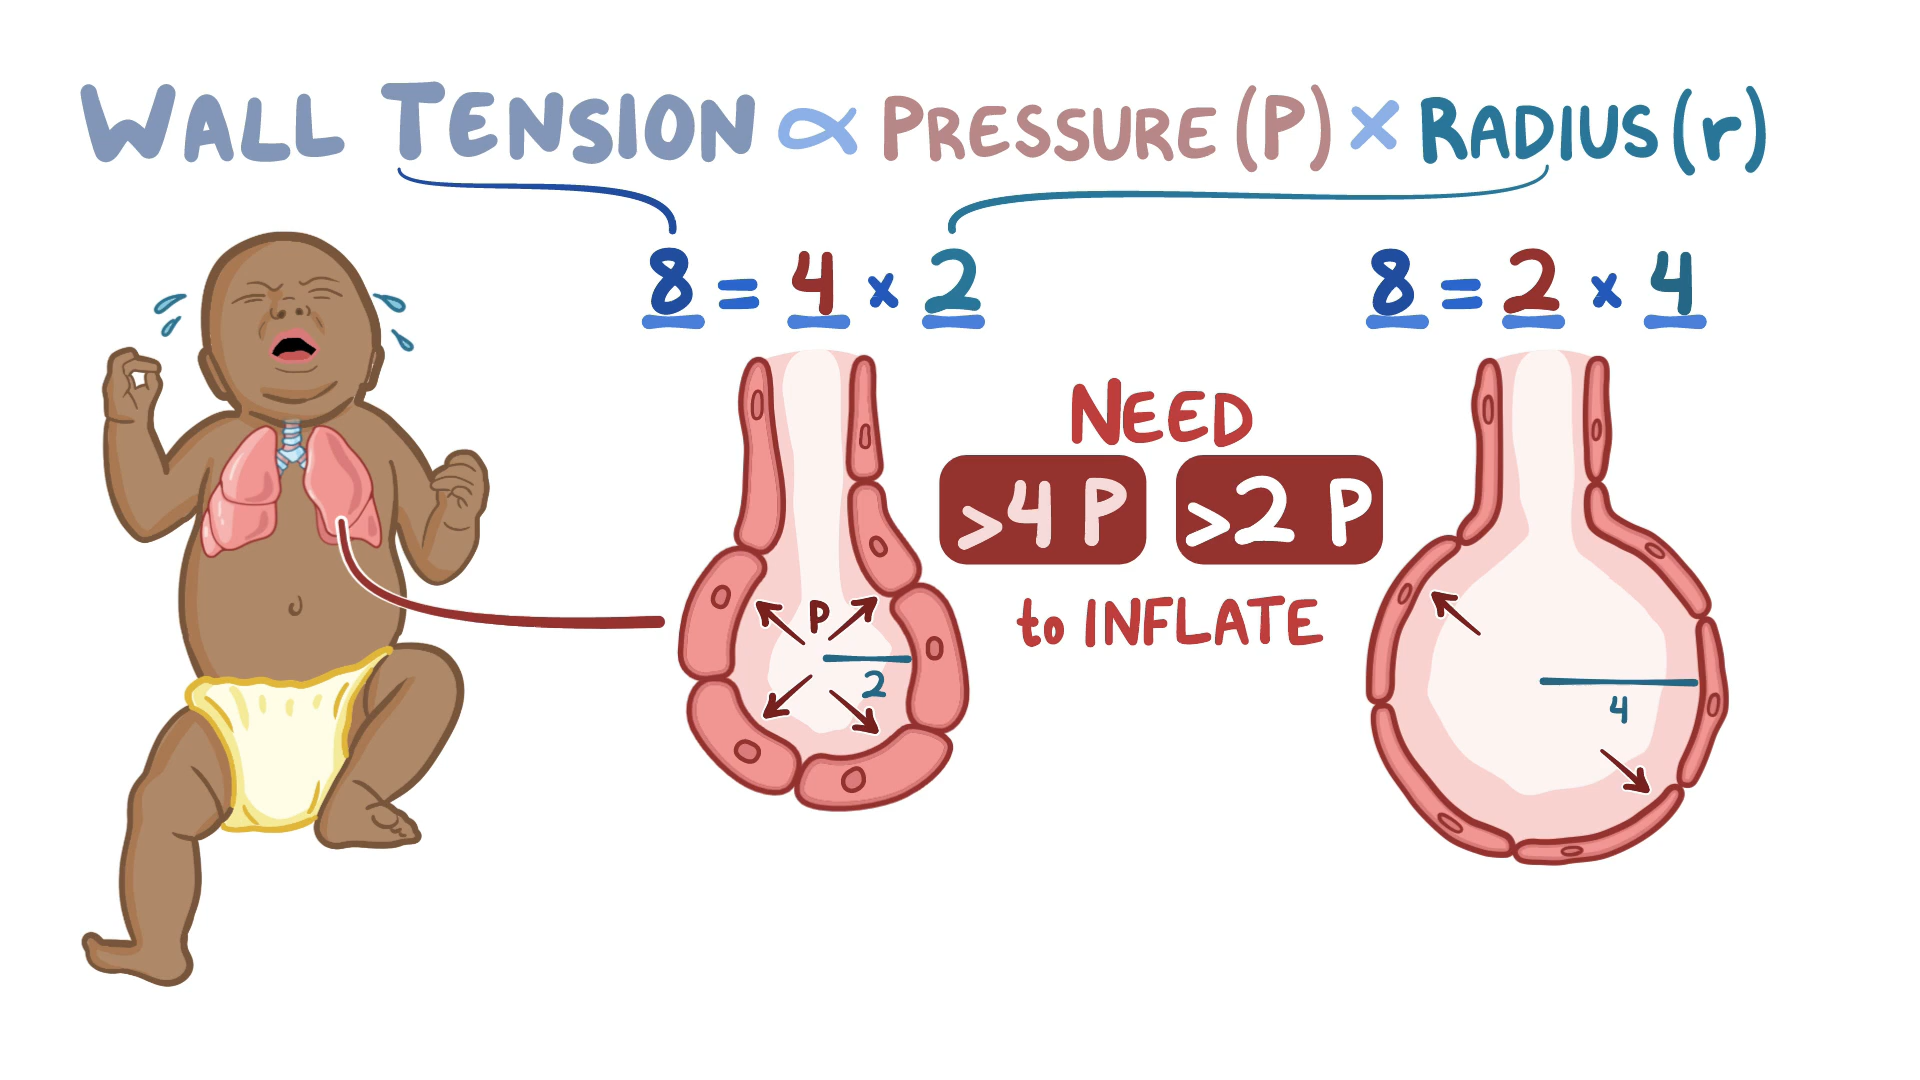 WALL TENSION ∝ PRESSURE (P) × RADIUS (r)
8 = 4 × 2
8 = 2 × 4
NEED
>4 P >2 P
to INFLATE
P
2
4